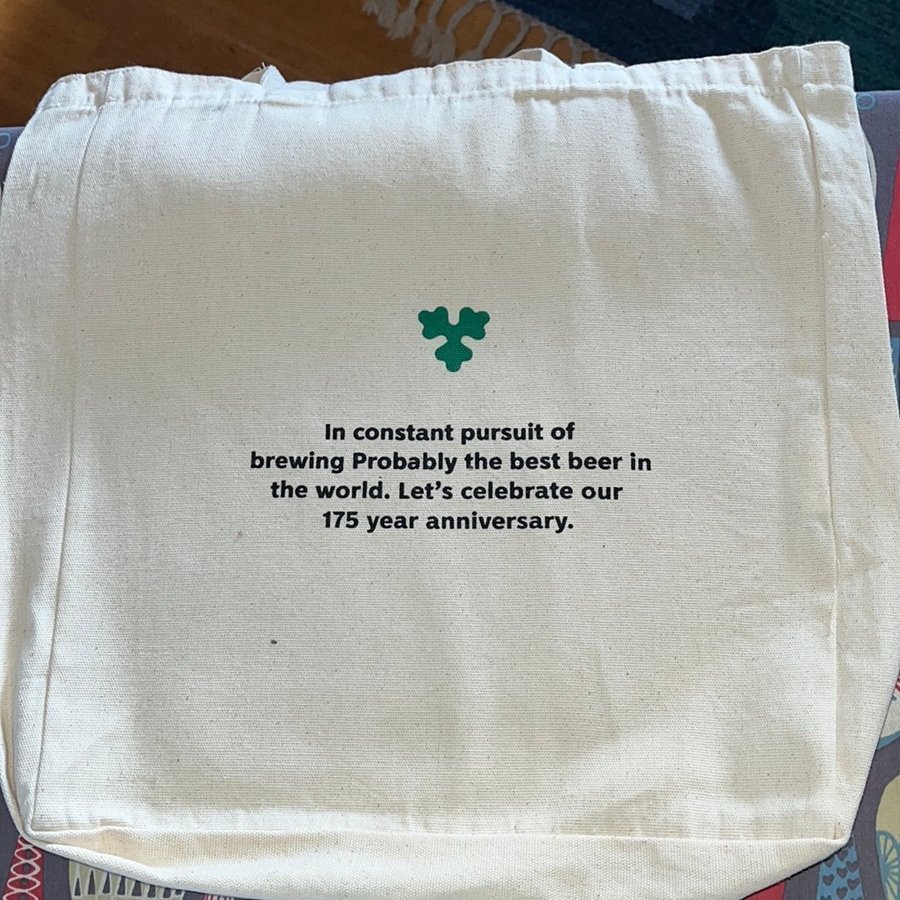 In constant pursuit of
brewing Probably the best beer in
the world. Let’s celebrate our
175 year anniversary.